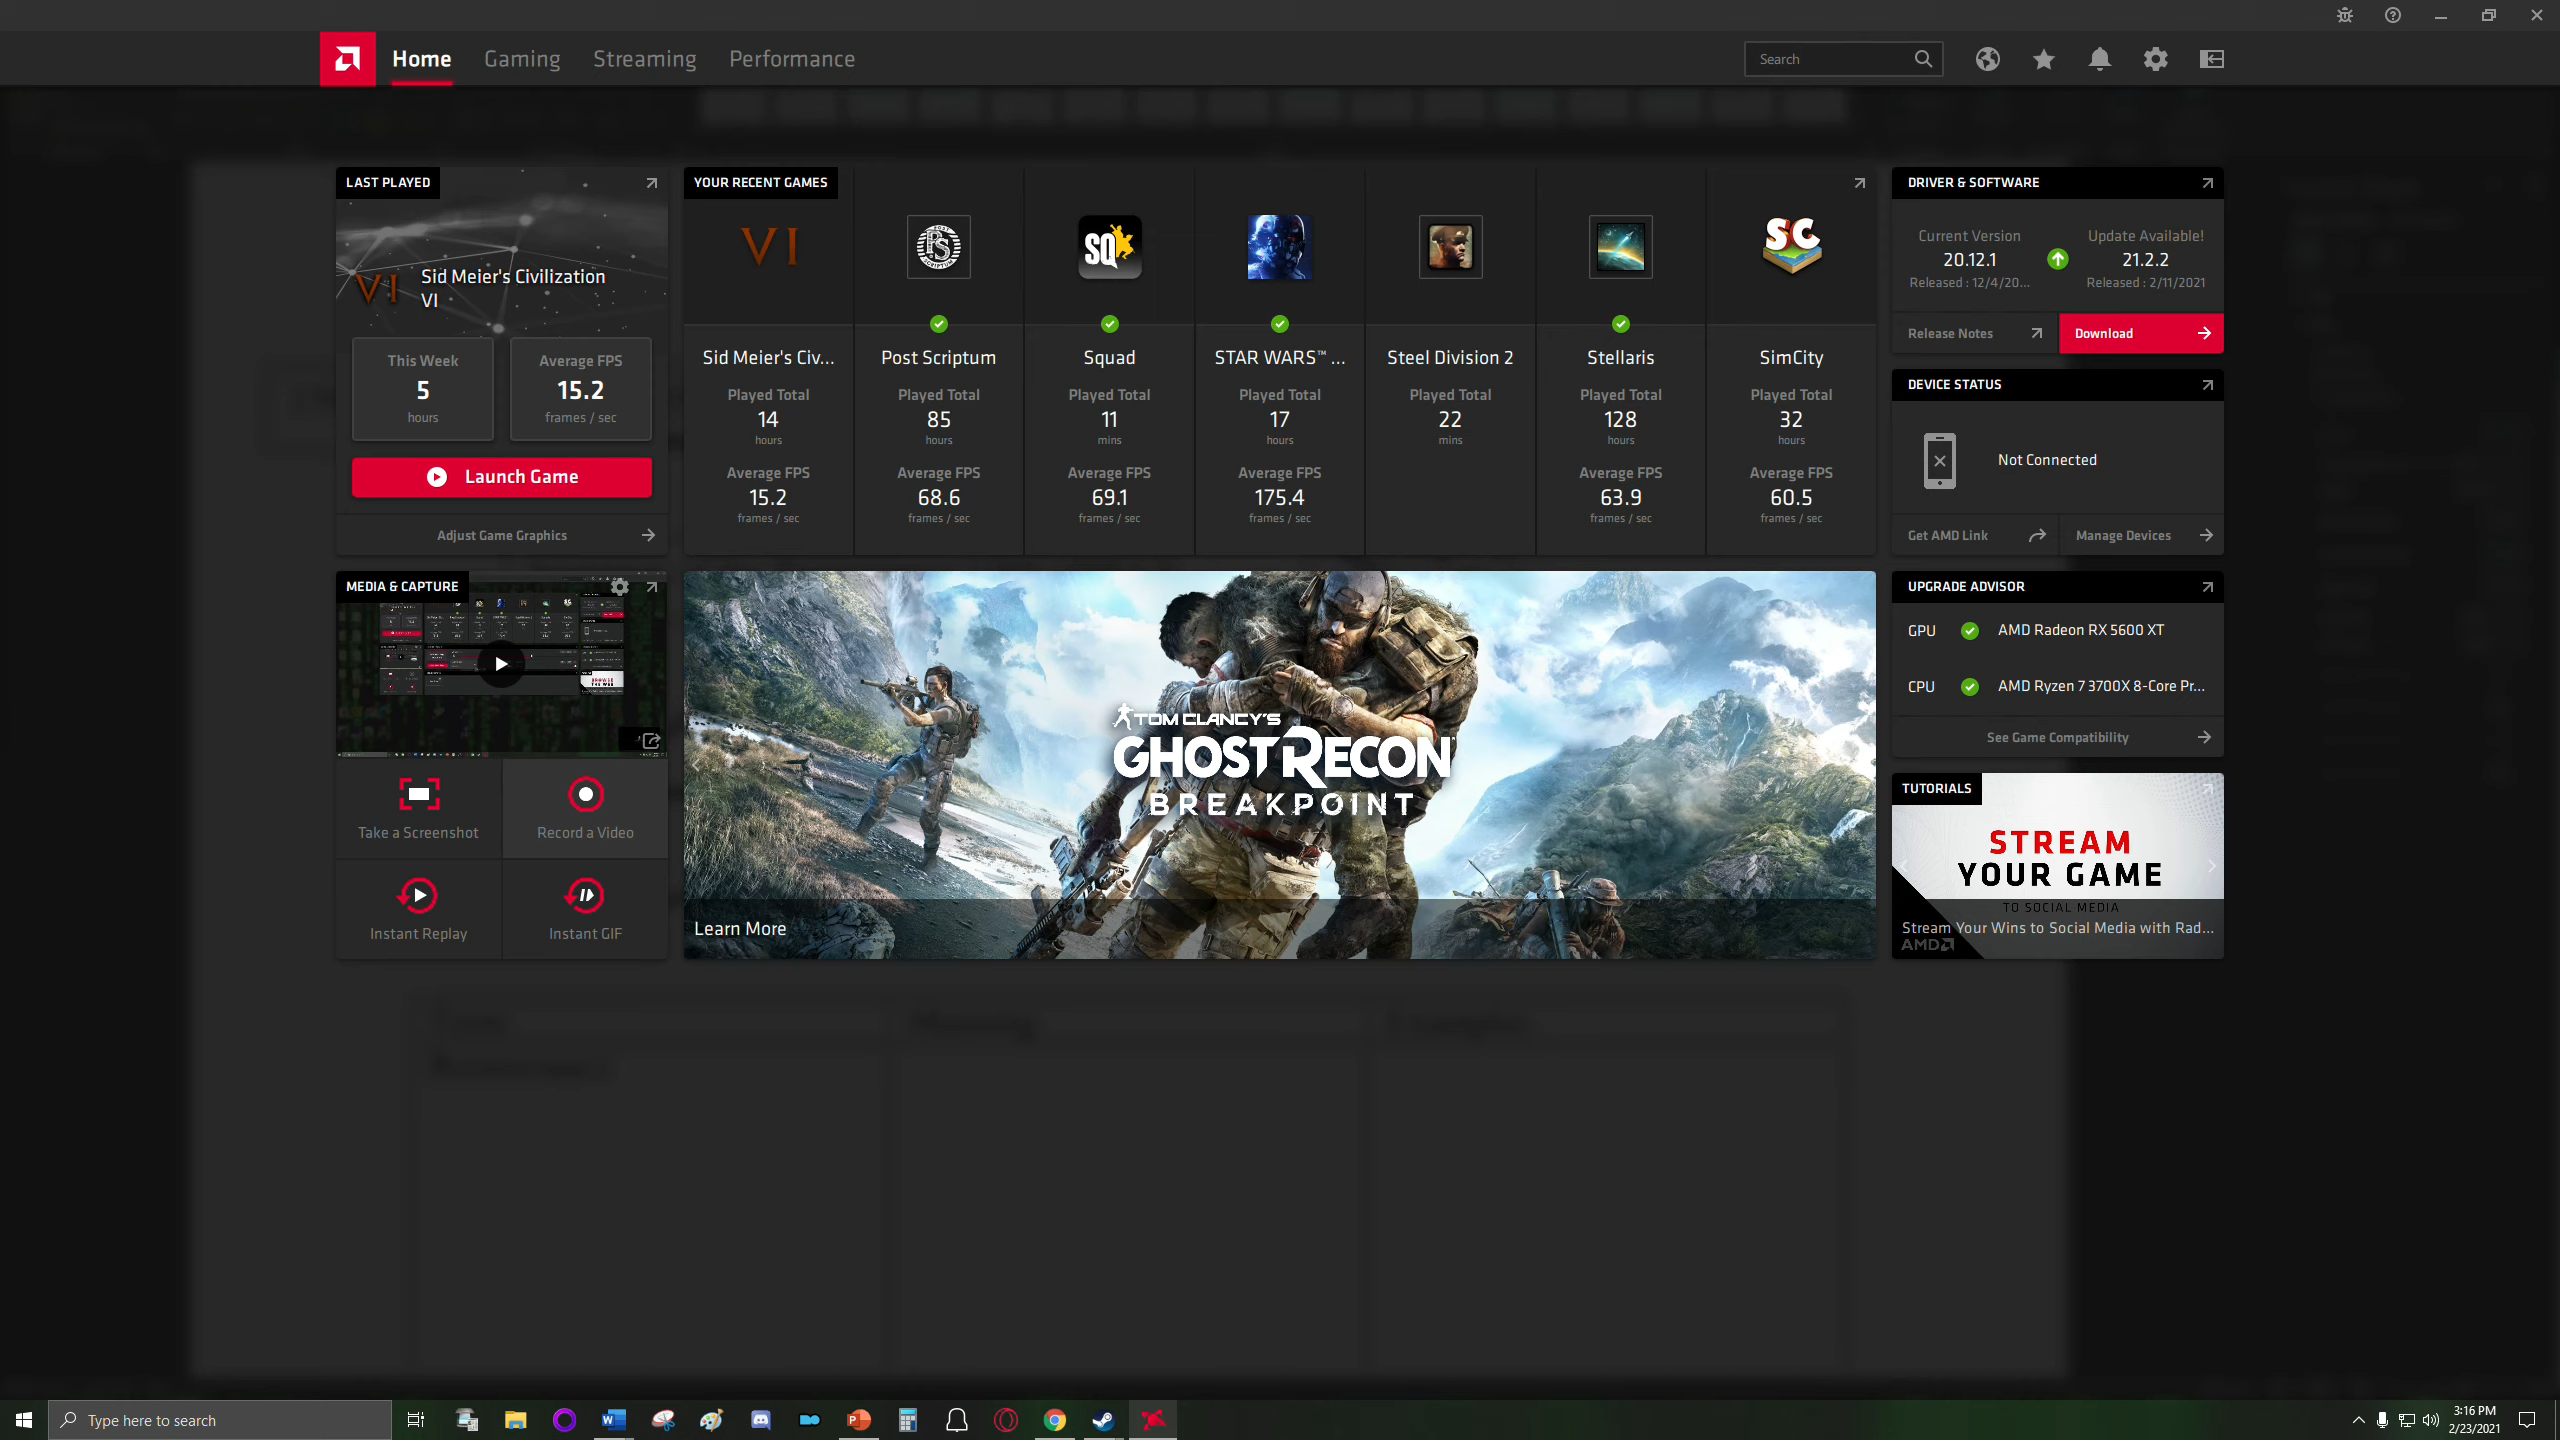 Home
Gaming
Streaming
Performance
Search
LAST PLAYED
VI
Sid Meier's Civilization
VI
This Week
5
hours
Average FPS
15.2
frames / sec
Launch Game
Adjust Game Graphics
YOUR RECENT GAMES
VI
Sid Meier's Civ...
Played Total
14
hours
Average FPS
15.2
frames / sec
POST
PS
SCRIPTUM
Post Scriptum
Played Total
85
hours
Average FPS
68.6
frames / sec
SQ
Squad
Played Total
11
mins
Average FPS
69.1
frames / sec
STAR WARS™ ...
Played Total
17
hours
Average FPS
175.4
frames / sec
Steel Division 2
Played Total
22
mins
Stellaris
Played Total
128
hours
Average FPS
63.9
frames / sec
SC
SimCity
Played Total
32
hours
Average FPS
60.5
frames / sec
DRIVER & SOFTWARE
Current Version
20.12.1
Released : 12/4/20...
Update Available!
21.2.2
Released : 2/11/2021
Release Notes
Download
DEVICE STATUS
Not Connected
Get AMD Link
Manage Devices
MEDIA & CAPTURE
Take a Screenshot
Record a Video
Instant Replay
Instant GIF
TOM CLANCY'S
GHOST RECON
BREAKPOINT
Learn More
UPGRADE ADVISOR
GPU
AMD Radeon RX 5600 XT
CPU
AMD Ryzen 7 3700X 8-Core Pr...
See Game Compatibility
TUTORIALS
STREAM
YOUR GAME
TO SOCIAL MEDIA
Stream Your Wins to Social Media with Rad...
AMD
Type here to search
3:16 PM
2/23/2021